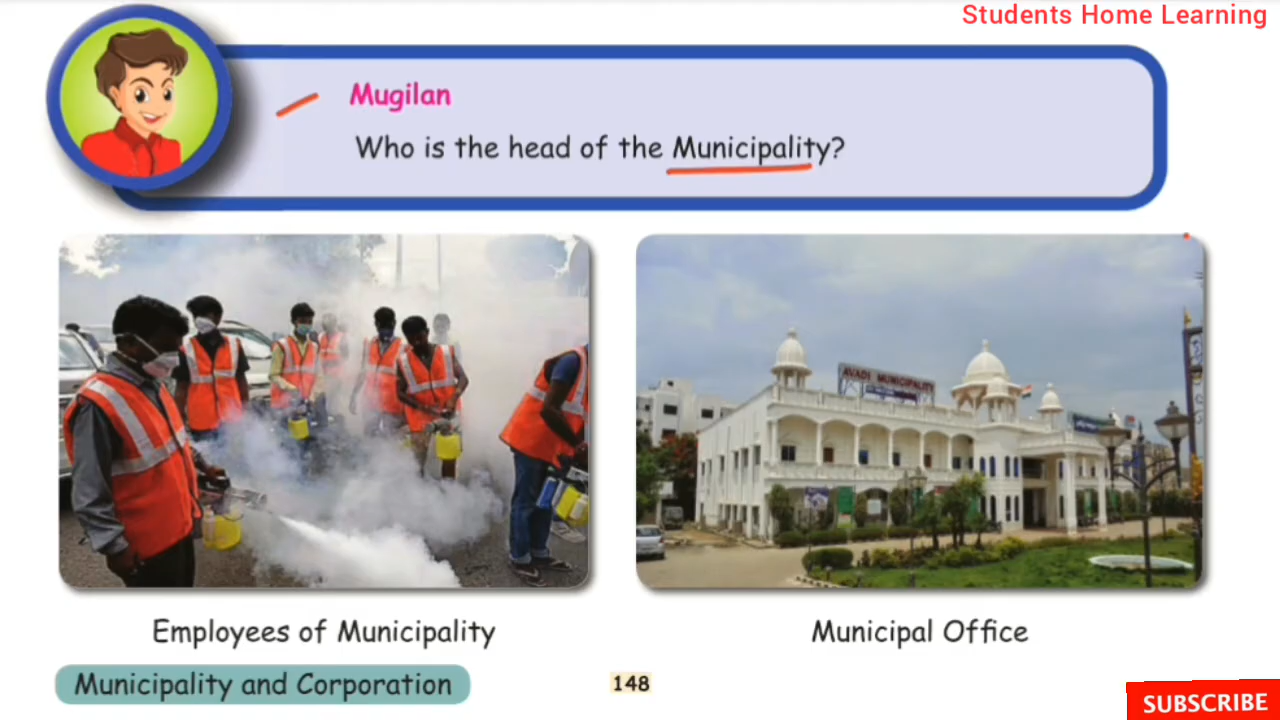 Students Home Learning
Mugilan
Who is the head of the Municipality?
AVADI MUNICIPALITY
Employees of Municipality
Municipal Office
Municipality and Corporation
148
SUBSCRIBE